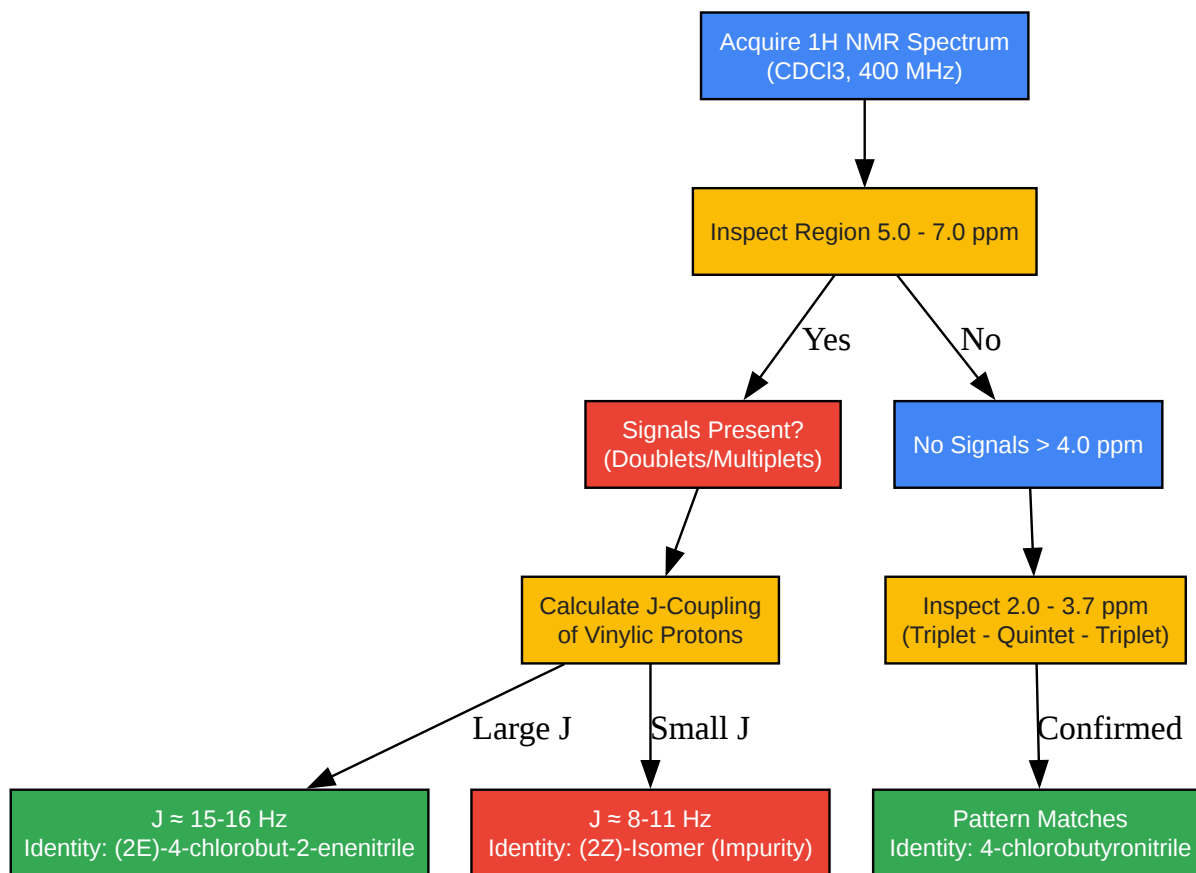 Acquire 1H NMR Spectrum
(CDCl3, 400 MHz)
Inspect Region 5.0 - 7.0 ppm
Yes
No
Signals Present?
(Doublets/Multiplets)
No Signals > 4.0 ppm
Calculate J-Coupling
of Vinylic Protons
Inspect 2.0 - 3.7 ppm
(Triplet - Quintet - Triplet)
Large J
Small J
Confirmed
J ≈ 15-16 Hz
Identity: (2E)-4-chlorobut-2-enenitrile
J ≈ 8-11 Hz
Identity: (2Z)-Isomer (Impurity)
Pattern Matches
Identity: 4-chlorobutyronitrile